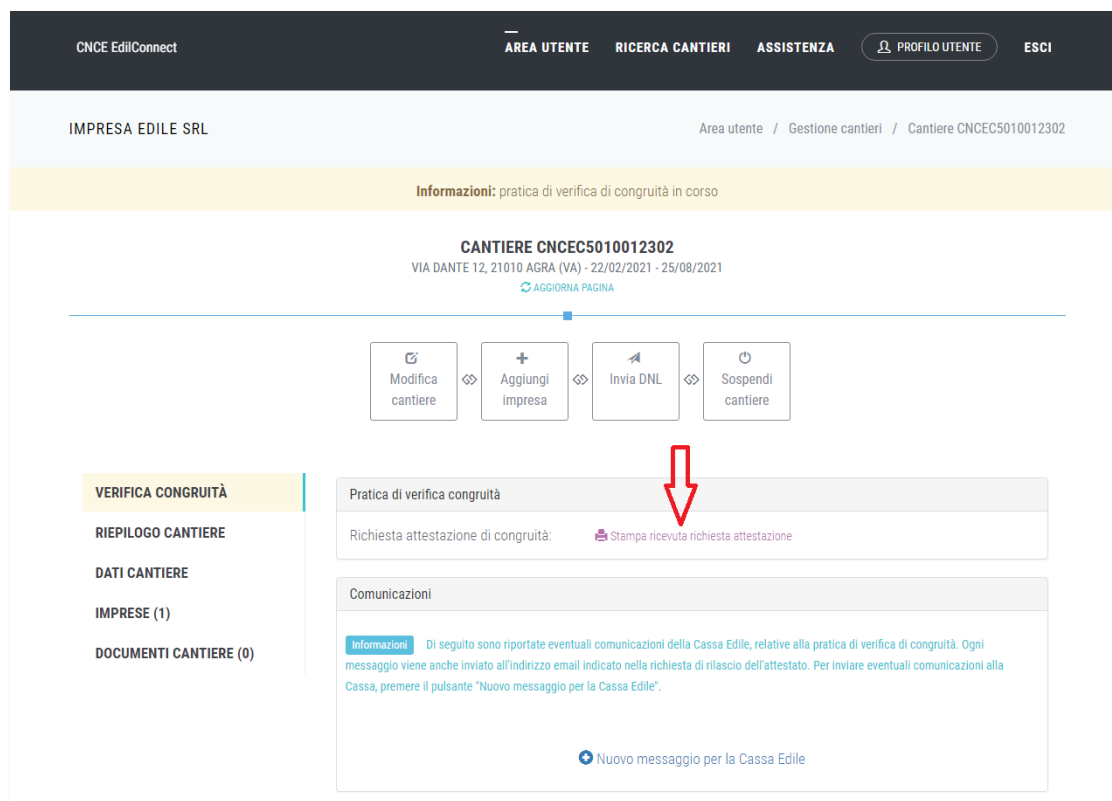 CNCE EdilConnect
AREA UTENTE
RICERCA CANTIERI
ASSISTENZA
PROFILO UTENTE
ESCI
IMPRESA EDILE SRL
Area utente / Gestione cantieri / Cantiere CNCEC5010012302
Informazioni: pratica di verifica di congruità in corso
CANTIERE CNCEC5010012302
VIA DANTE 12, 21010 AGRA (VA) - 22/02/2021 - 25/08/2021
AGGIORNA PAGINA
Modifica
cantiere
Aggiungi
impresa
Invia DNL
Sospendi
cantiere
VERIFICA CONGRUITÀ
RIEPILOGO CANTIERE
DATI CANTIERE
IMPRESE (1)
DOCUMENTI CANTIERE (0)
Pratica di verifica congruità
Richiesta attestazione di congruità: Stampa ricevuta richiesta attestazione
Comunicazioni
Informazioni Di seguito sono riportate eventuali comunicazioni della Cassa Edile, relative alla pratica di verifica di congruità. Ogni
messaggio viene anche inviato all'indirizzo email indicato nella richiesta di rilascio dell'attestato. Per inviare eventuali comunicazioni alla
Cassa, premere il pulsante "Nuovo messaggio per la Cassa Edile".
Nuovo messaggio per la Cassa Edile